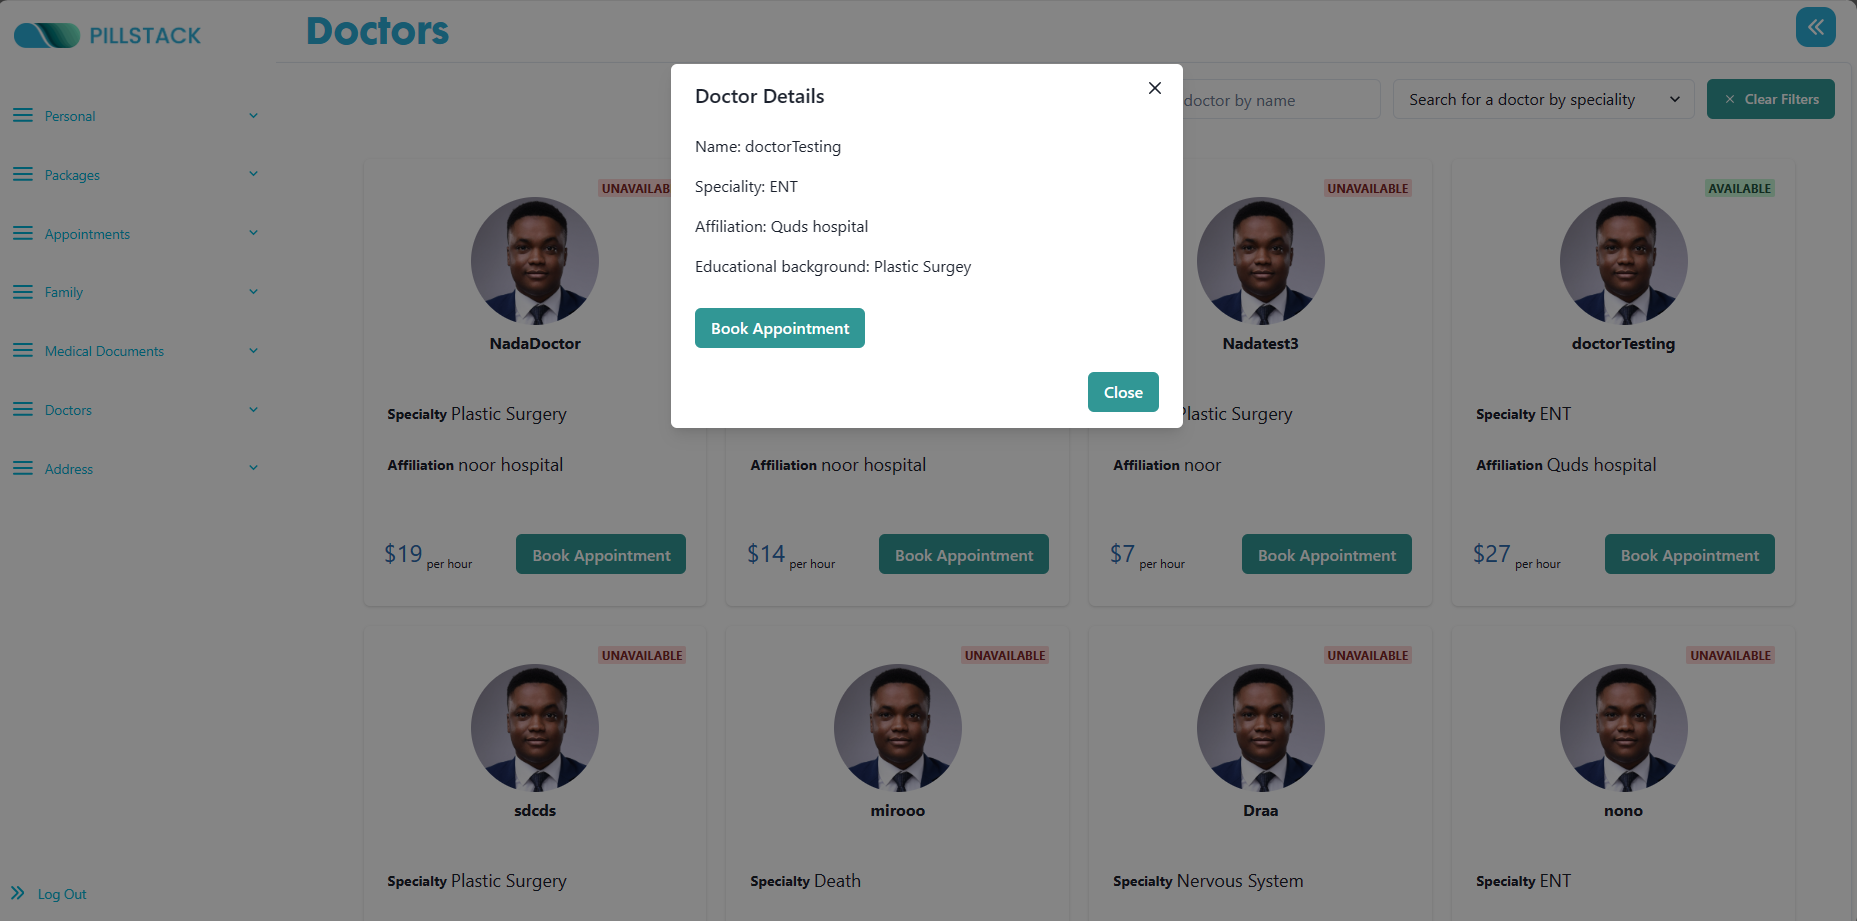 PILLSTACK
Doctors
Personal
Packages
Appointments
Family
Medical Documents
Doctors
Address
Log Out
doctor by name
Search for a doctor by speciality
Clear Filters
Doctor Details
Name: doctorTesting
Speciality: ENT
Affiliation: Quds hospital
Educational background: Plastic Surgey
Book Appointment
Close
UNAVAILAB
NadaDoctor
Specialty Plastic Surgery
Affiliation noor hospital
$19 per hour
Book Appointment
Affiliation noor hospital
$14 per hour
Book Appointment
UNAVAILABLE
Nadatest3
Plastic Surgery
Affiliation noor
$7 per hour
Book Appointment
AVAILABLE
doctorTesting
Specialty ENT
Affiliation Quds hospital
$27 per hour
Book Appointment
UNAVAILABLE
sdcds
Specialty Plastic Surgery
UNAVAILABLE
mirooo
Specialty Death
UNAVAILABLE
Draa
Specialty Nervous System
UNAVAILABLE
nono
Specialty ENT